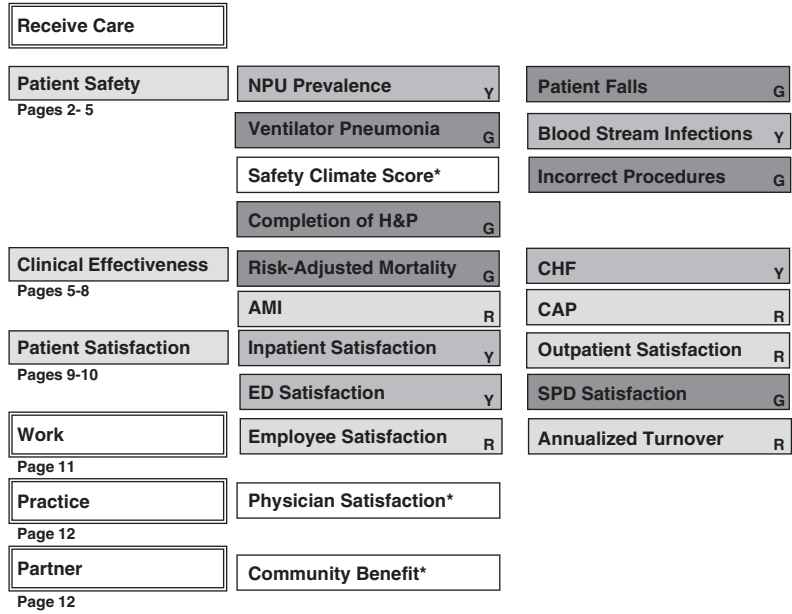 Receive Care
Patient Safety
NPU Prevalence Y
Patient Falls G
Pages 2- 5
Ventilator Pneumonia G
Blood Stream Infections Y
Safety Climate Score*
Incorrect Procedures G
Completion of H&P G
Clinical Effectiveness
Risk-Adjusted Mortality G
CHF Y
Pages 5-8
AMI R
CAP R
Patient Satisfaction
Inpatient Satisfaction Y
Outpatient Satisfaction R
Pages 9-10
ED Satisfaction Y
SPD Satisfaction G
Work
Employee Satisfaction R
Annualized Turnover R
Page 11
Practice
Physician Satisfaction*
Page 12
Partner
Community Benefit*
Page 12